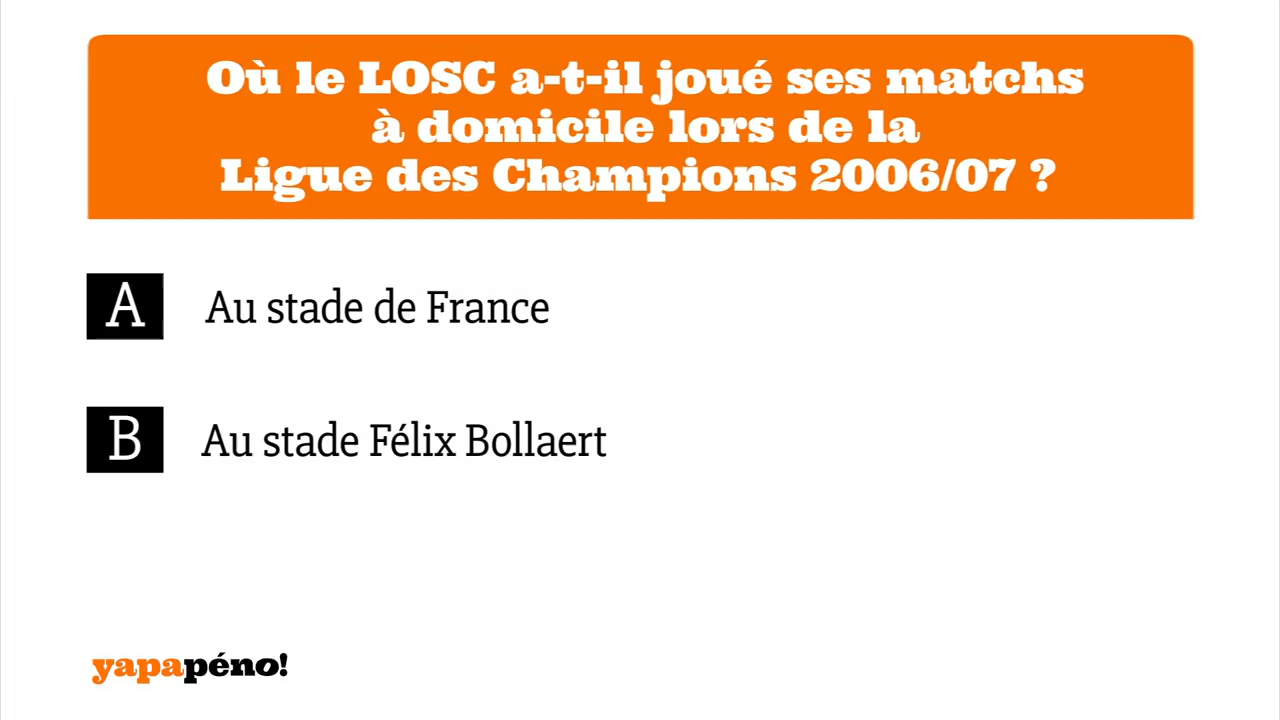 Où le LOSC a-t-il joué ses matchs
à domicile lors de la
Ligue des Champions 2006/07 ?
A Au stade de France
B Au stade Félix Bollaert
yapapéno!